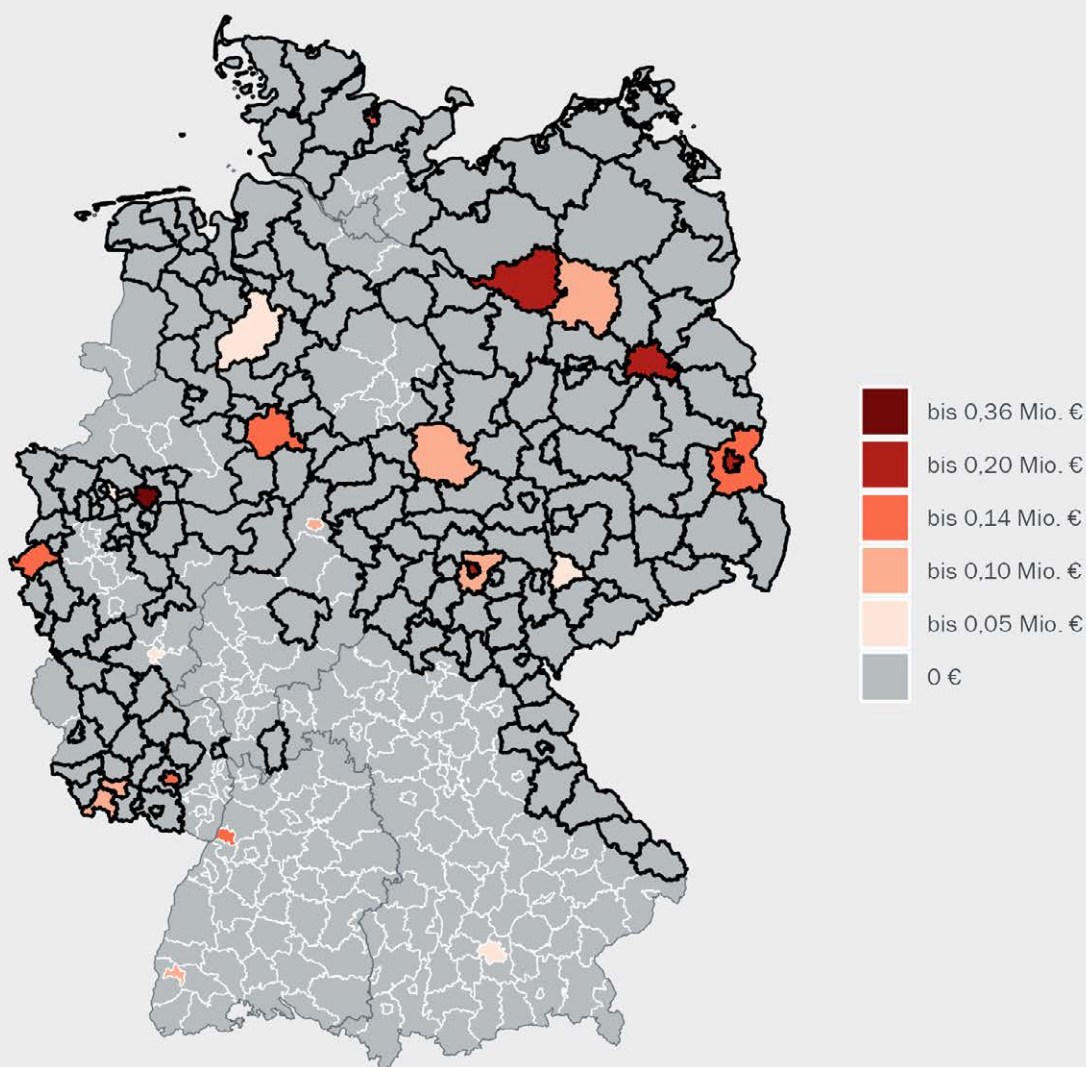 bis 0,36 Mio. €
bis 0,20 Mio. €
bis 0,14 Mio. €
bis 0,10 Mio. €
bis 0,05 Mio. €
0 €